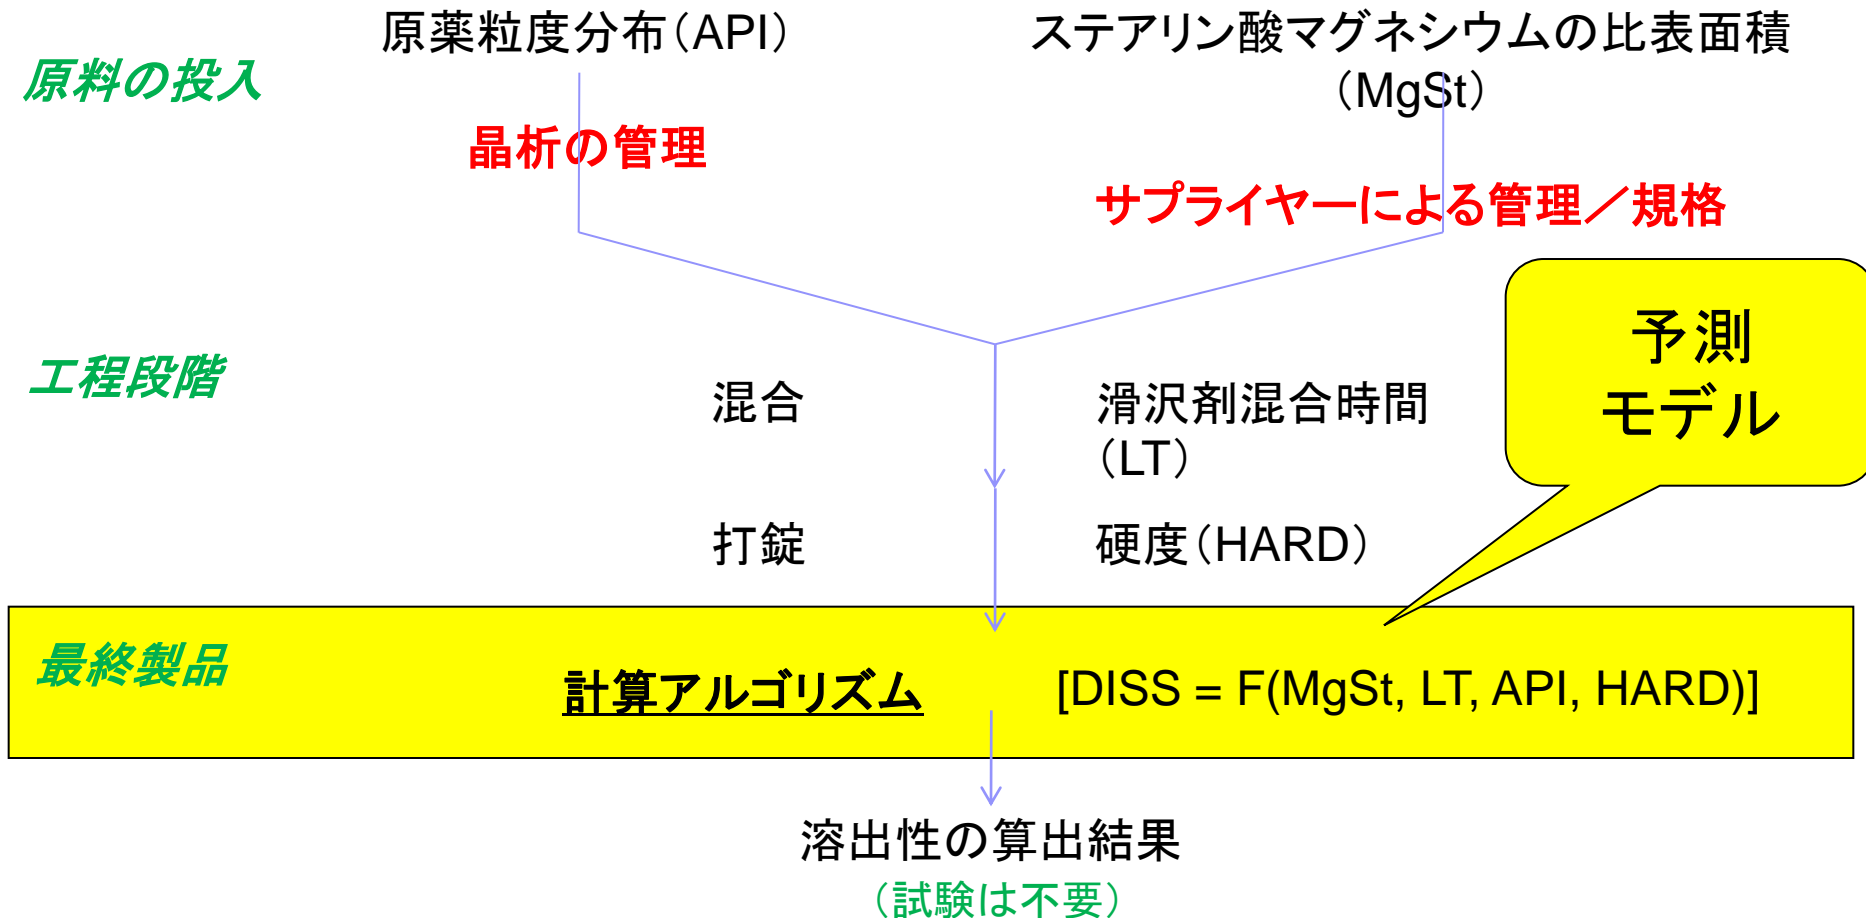 原薬粒度分布（API）
ステアリン酸マグネシウムの比表面積
（MgSt）
原料の投入
晶析の管理
サプライヤーによる管理／規格
予測
モデル
工程段階
混合
滑沢剤混合時間
（LT）
打錠
硬度（HARD）
最終製品
計算アルゴリズム
[DISS = F(MgSt, LT, API, HARD)]
溶出性の算出結果
（試験は不要）